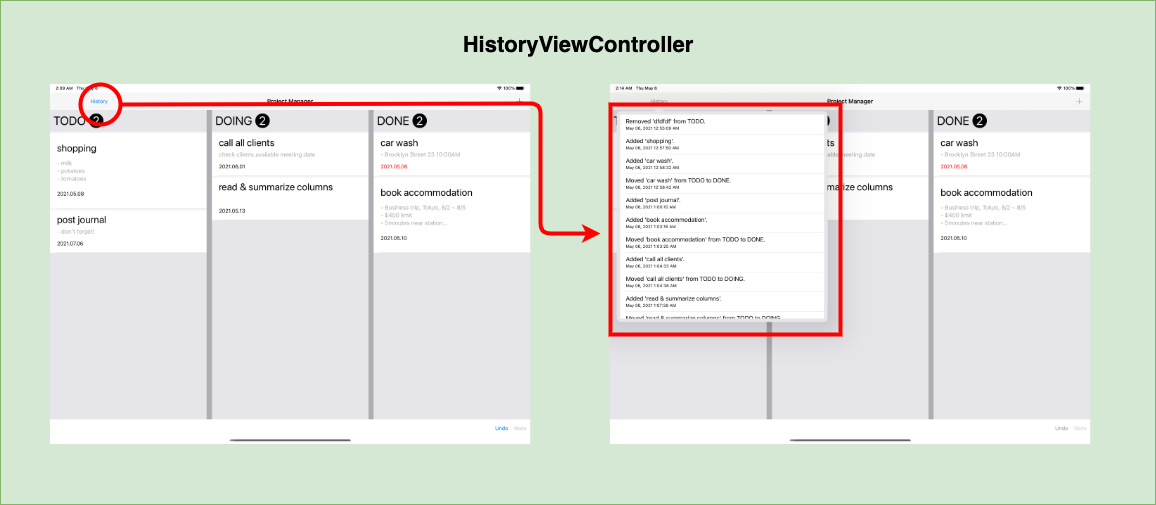 HistoryViewController
2:09 AM Thu May 6
100%
History
Project Manager
+
TODO 2
shopping
- milk
- potatoes
- tomatoes
2021.05.08
post journal
- don't forget!
2021.07.06
DOING 2
call all clients
check clients available meeting date
2021.06.01
read & summarize columns
2021.05.13
DONE 2
car wash
- Brooklyn Street 23 10:00AM
2021.05.06
book accommodation
- Business trip, Tokyo, 8/2 ~ 8/5
- $400 limit
- 5minutes near station...
2021.05.10
Undo Redo
2:14 AM Thu May 6
100%
History
Project Manager
+
Removed 'dfdfdf' from TODO.
May 06, 2021 12:55:09 AM
Added 'shopping'.
May 06, 2021 12:57:50 AM
Added 'car wash'.
May 06, 2021 12:58:32 AM
Moved 'car wash' from TODO to DONE.
May 06, 2021 12:58:42 AM
Added 'post journal'.
May 06, 2021 1:00:10 AM
Added 'book accommodation'.
May 06, 2021 1:03:18 AM
Moved 'book accommodation' from TODO to DONE.
May 06, 2021 1:03:25 AM
Added 'call all clients'.
May 06, 2021 1:04:33 AM
Moved 'call all clients' from TODO to DOING.
May 06, 2021 1:04:38 AM
Added 'read & summarize columns'.
May 06, 2021 1:07:28 AM
Moved 'read & summarize columns' from TODO to DOING.
ts
ilable meeting date
marize columns
DONE 2
car wash
- Brooklyn Street 23 10:00AM
2021.05.06
book accommodation
- Business trip, Tokyo, 8/2 ~ 8/5
- $400 limit
- 5minutes near station...
2021.05.10
Undo Redo